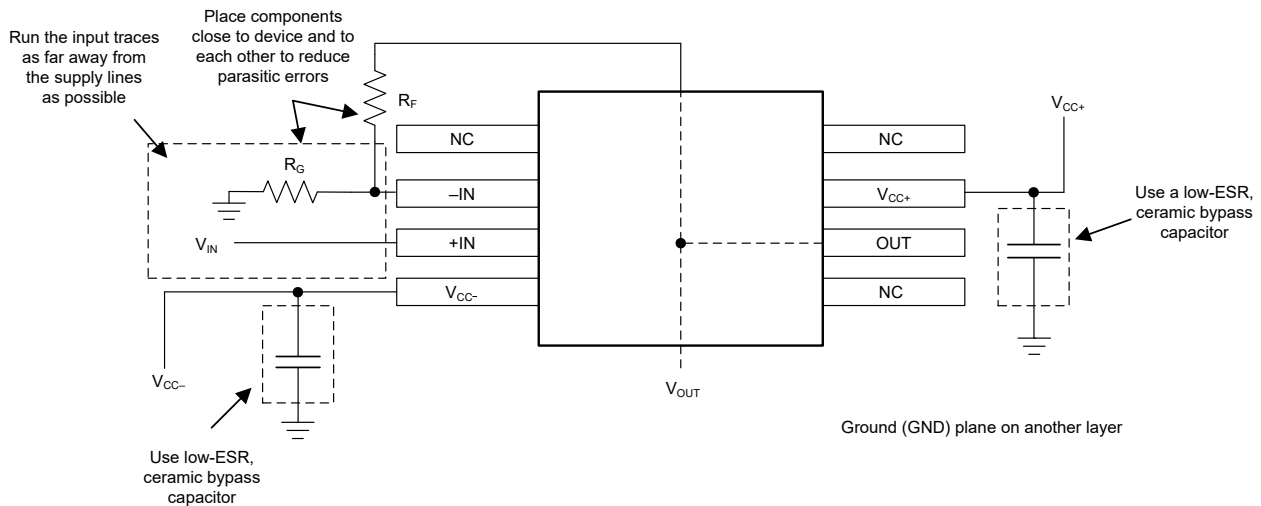 Run the input traces
as far away from
the supply lines
as possible
Place components
close to device and to
each other to reduce
parasitic errors
RF
RG
VIN
NC
–IN
+IN
VCC-
NC
VCC+
OUT
NC
VCC+
Use a low-ESR,
ceramic bypass
capacitor
VCC–
VOUT
Use low-ESR,
ceramic bypass
capacitor
Ground (GND) plane on another layer